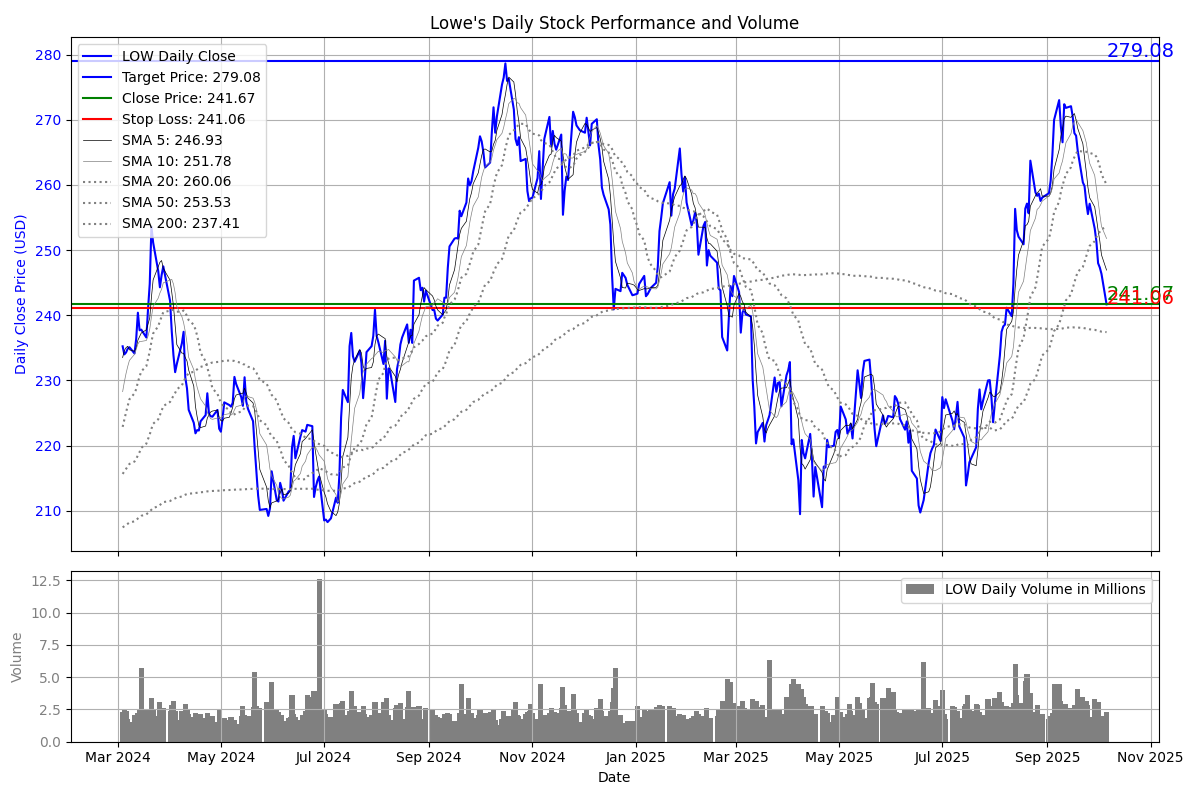 Lowe's Daily Stock Performance and Volume
LOW Daily Close
Target Price: 279.08
Close Price: 241.67
Stop Loss: 241.06
SMA 5: 246.93
SMA 10: 251.78
SMA 20: 260.06
SMA 50: 253.53
SMA 200: 237.41
279.08
241.67
241.06
Daily Close Price (USD)
280
270
260
250
240
230
220
210
LOW Daily Volume in Millions
Volume
12.5
10.0
7.5
5.0
2.5
0.0
Mar 2024 May 2024 Jul 2024 Sep 2024 Nov 2024 Jan 2025 Mar 2025 May 2025 Jul 2025 Sep 2025 Nov 2025
Date